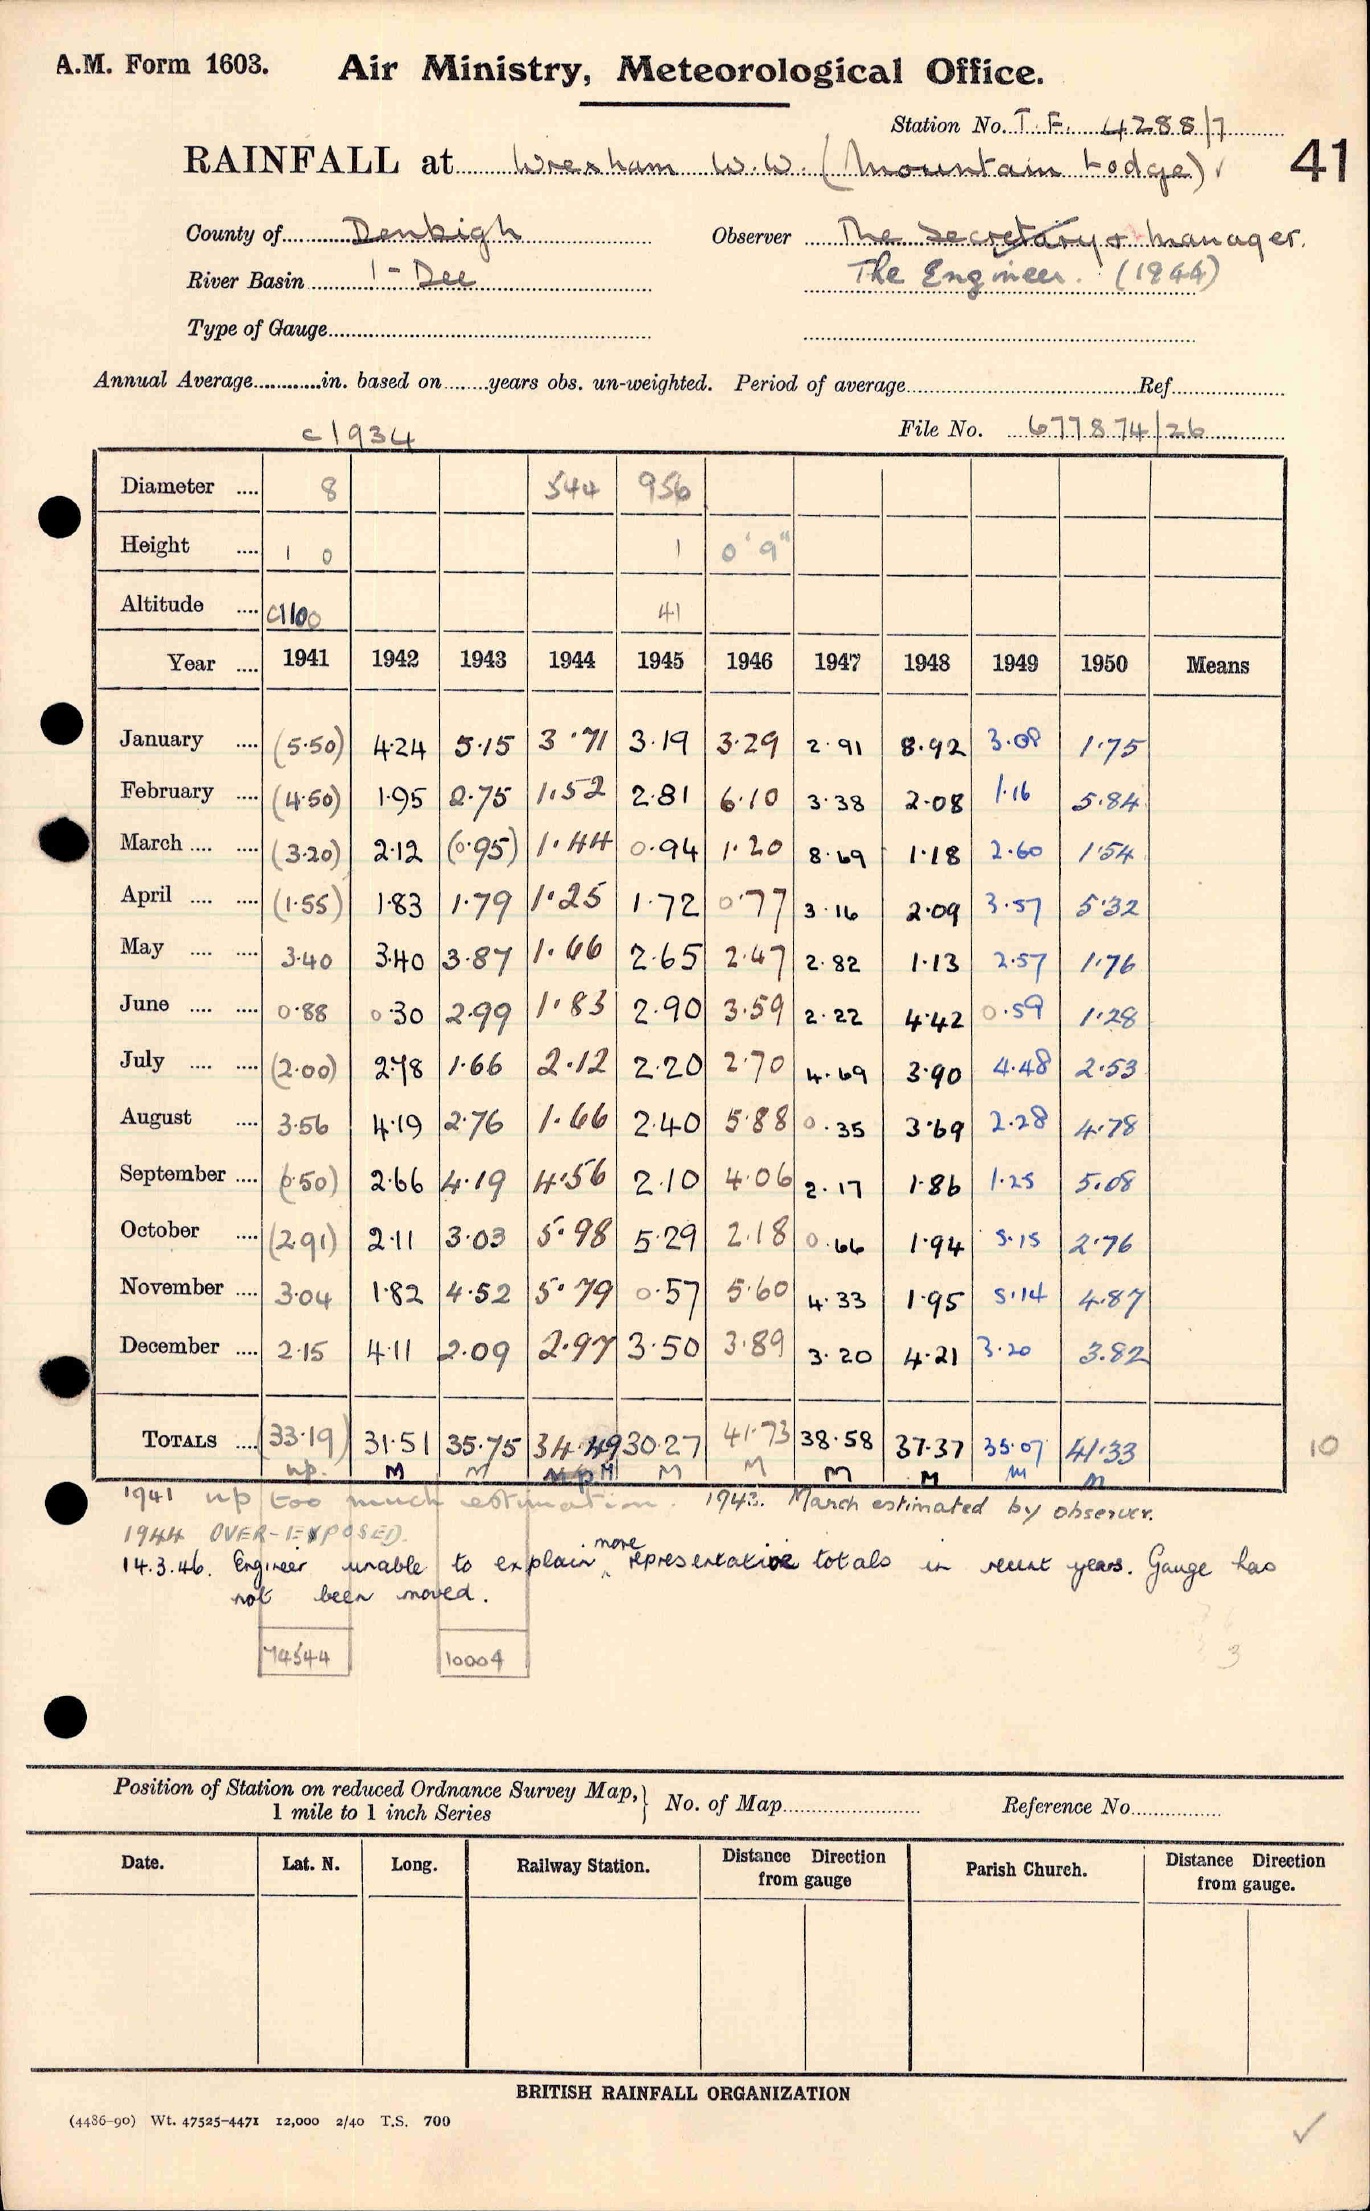 A.M. Form 1603. Air Ministry, Meteorological Office.
Station No. T.F. 4288/7
RAINFALL at Wrexham W.W. (Mountain Lodge) ✓ 41
County of Denbigh Observer The Secretary & Manager.
River Basin 1 - Dee The Engineer. (1944)
Type of Gauge
Annual Average in. based on years obs. un-weighted. Period of average Ref
c1934 File No. 677874/26
Diameter 8 544 956
Height 1 0 1 0'9"
Altitude c1100 41
Year 1941 1942 1943 1944 1945 1946 1947 1948 1949 1950 Means
January (5.50) 4.24 5.15 3.71 3.19 3.29 2.91 8.92 3.08 1.75
February (4.50) 1.95 2.75 1.52 2.81 6.10 3.38 2.08 1.16 5.84
March (3.20) 2.12 (0.95) 1.44 0.94 1.20 8.69 1.18 2.60 1.54
April (1.55) 1.83 1.79 1.25 1.72 0.77 3.16 2.09 3.57 5.32
May 3.40 3.40 3.87 1.66 2.65 2.47 2.82 1.13 2.57 1.76
June 0.88 0.30 2.99 1.83 2.90 3.59 2.22 4.42 0.59 1.28
July (2.00) 2.78 1.66 2.12 2.20 2.70 4.69 3.90 4.48 2.53
August 3.56 4.19 2.76 1.66 2.40 5.88 0.35 3.69 2.28 4.78
September (0.50) 2.66 4.19 4.56 2.10 4.06 2.17 1.86 1.25 5.08
October (2.91) 2.11 3.03 5.98 5.29 2.18 0.66 1.94 5.15 2.76
November 3.04 1.82 4.52 5.79 0.57 5.60 4.33 1.95 5.14 4.87
December 2.15 4.11 2.09 2.97 3.50 3.89 3.20 4.21 3.20 3.82
TOTALS (33.19) 31.51 35.75 34.49 30.27 41.73 38.58 37.37 35.07 41.33 10
np. M M M M M M M M M
1941 np too much estimation. 1943. March estimated by observer.
1944 OVER-EXPOSED.
14.3.46. Engineer unable to explain more representative totals in recent years. Gauge has
not been moved.
74544 10004
3
Position of Station on reduced Ordnance Survey Map, } No. of Map Reference No.
1 mile to 1 inch Series
Date. Lat. N. Long. Railway Station. Distance Direction from gauge Parish Church. Distance Direction from gauge.
BRITISH RAINFALL ORGANIZATION
(4486-90) Wt. 47525-4471 12,000 2/40 T.S. 700
✓